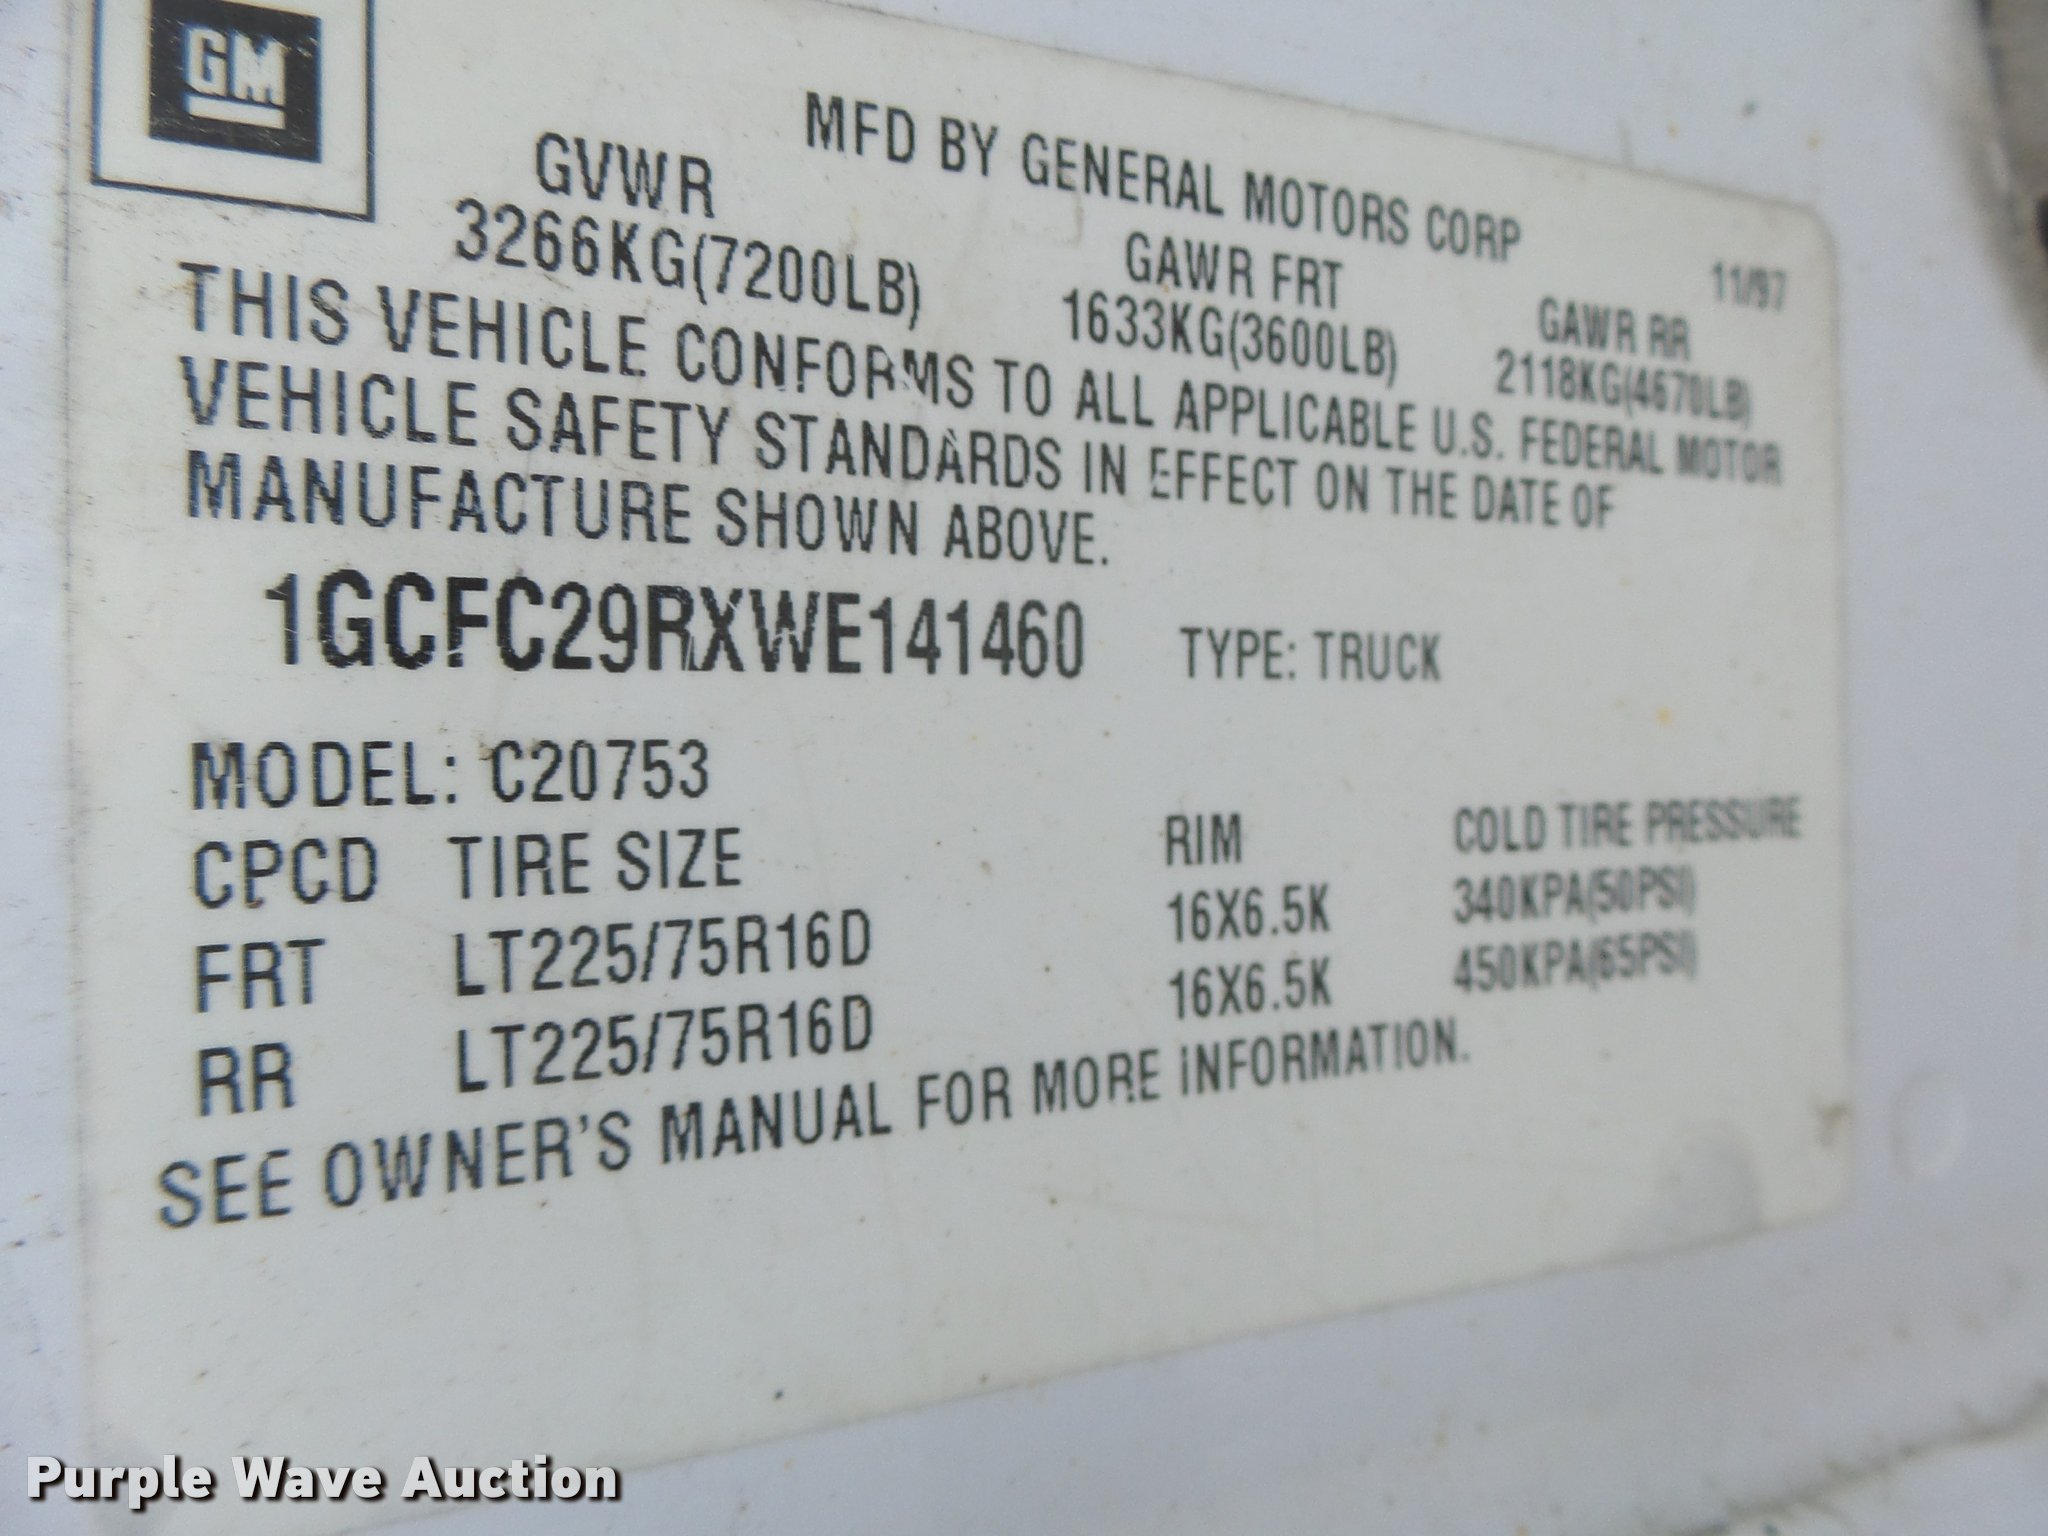 GM
MFD BY GENERAL MOTORS CORP
11/97
GVWR GAWR FRT GAWR RR
3266KG(7200LB) 1633KG(3600LB) 2118KG(4670LB)
THIS VEHICLE CONFORMS TO ALL APPLICABLE U.S. FEDERAL MOTOR
VEHICLE SAFETY STANDARDS IN EFFECT ON THE DATE OF
MANUFACTURE SHOWN ABOVE.
1GCFC29RXWE141460 TYPE: TRUCK
MODEL: C20753
CPCD TIRE SIZE RIM COLD TIRE PRESSURE
FRT LT225/75R16D 16X6.5K 340KPA(50PSI)
RR LT225/75R16D 16X6.5K 450KPA(65PSI)
SEE OWNER'S MANUAL FOR MORE INFORMATION.
Purple Wave Auction